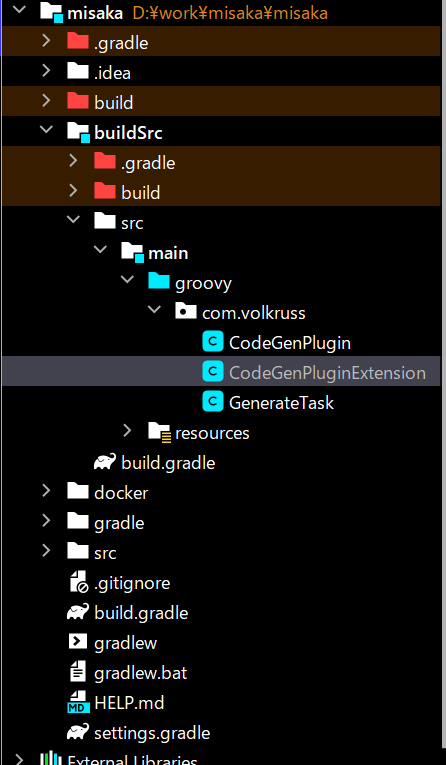 misaka D:¥work¥misaka¥misaka
.gradle
.idea
build
buildSrc
.gradle
build
src
main
groovy
com.volkruss
CodeGenPlugin
CodeGenPluginExtension
GenerateTask
resources
build.gradle
docker
gradle
src
.gitignore
build.gradle
gradlew
gradlew.bat
MD HELP.md
settings.gradle
External Libraries